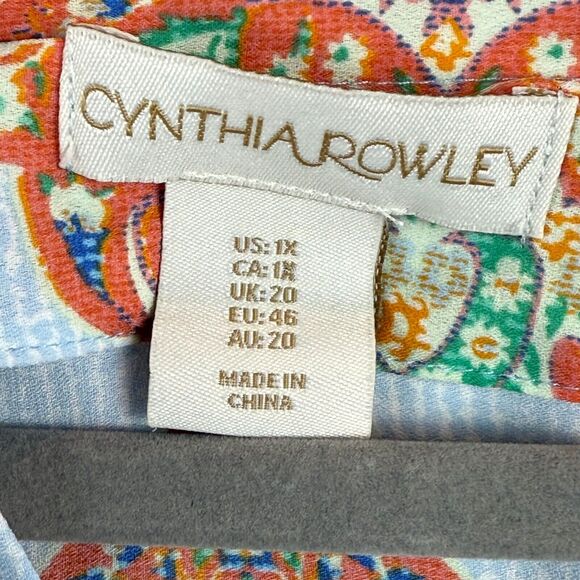 CYNTHIA ROWLEY
US: 1X
CA: 1X
UK: 20
EU: 46
AU: 20
MADE IN
CHINA